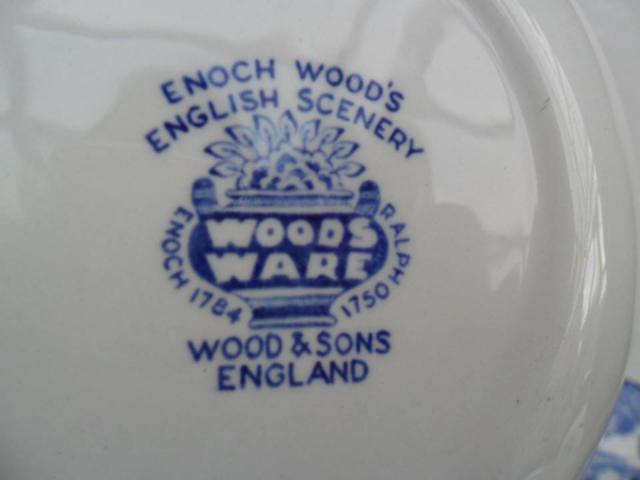 ENOCH WOOD'S
ENGLISH SCENERY
WOODS
WARE
ENOCH 1784
RALPH 1750
WOOD & SONS
ENGLAND